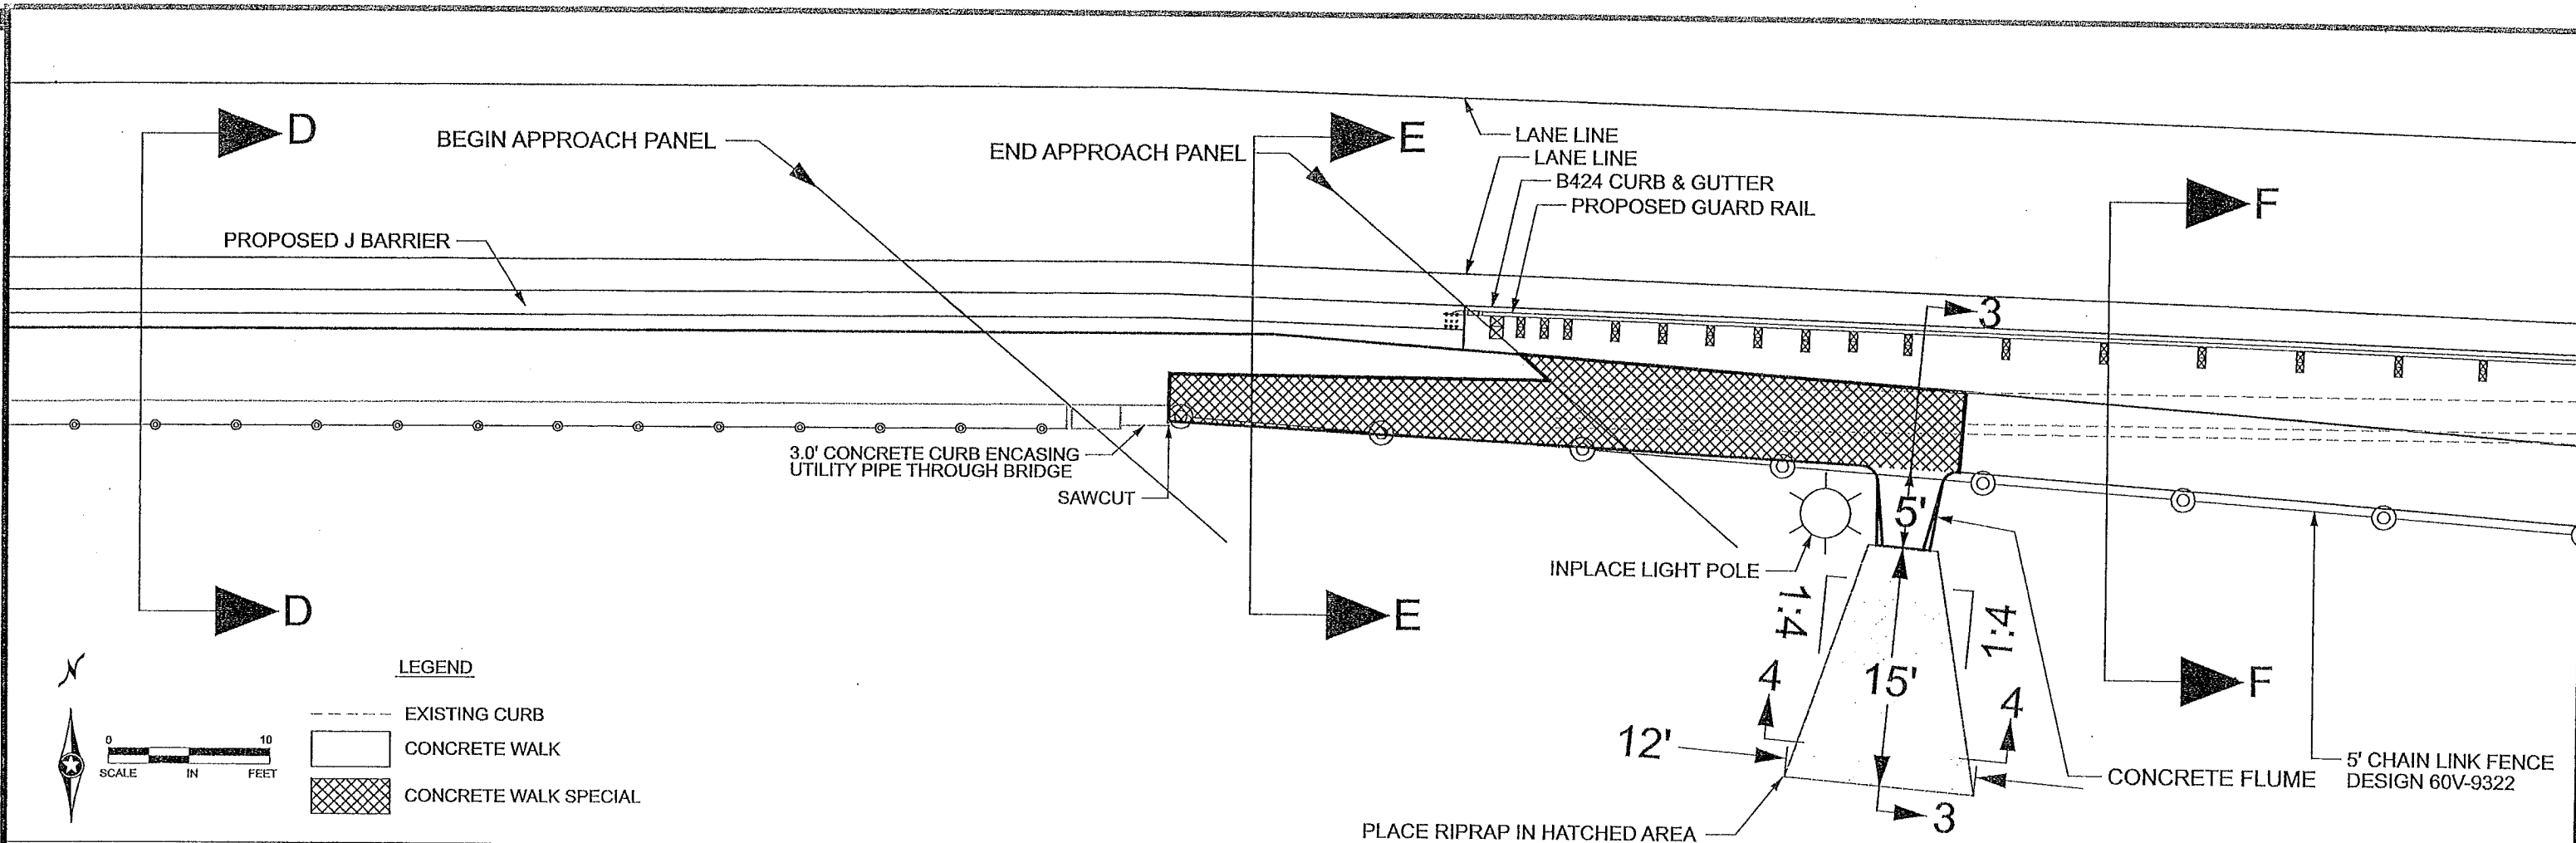 D
BEGIN APPROACH PANEL
END APPROACH PANEL
E
LANE LINE
LANE LINE
B424 CURB & GUTTER
PROPOSED GUARD RAIL
F
PROPOSED J BARRIER
3
3.0' CONCRETE CURB ENCASING
UTILITY PIPE THROUGH BRIDGE
SAWCUT
5'
INPLACE LIGHT POLE
1:4
1:4
D
E
F
4
15'
4
12'
CONCRETE FLUME
5' CHAIN LINK FENCE
DESIGN 60V-9322
3
PLACE RIPRAP IN HATCHED AREA
N
0 10
SCALE IN FEET
LEGEND
EXISTING CURB
CONCRETE WALK
CONCRETE WALK SPECIAL